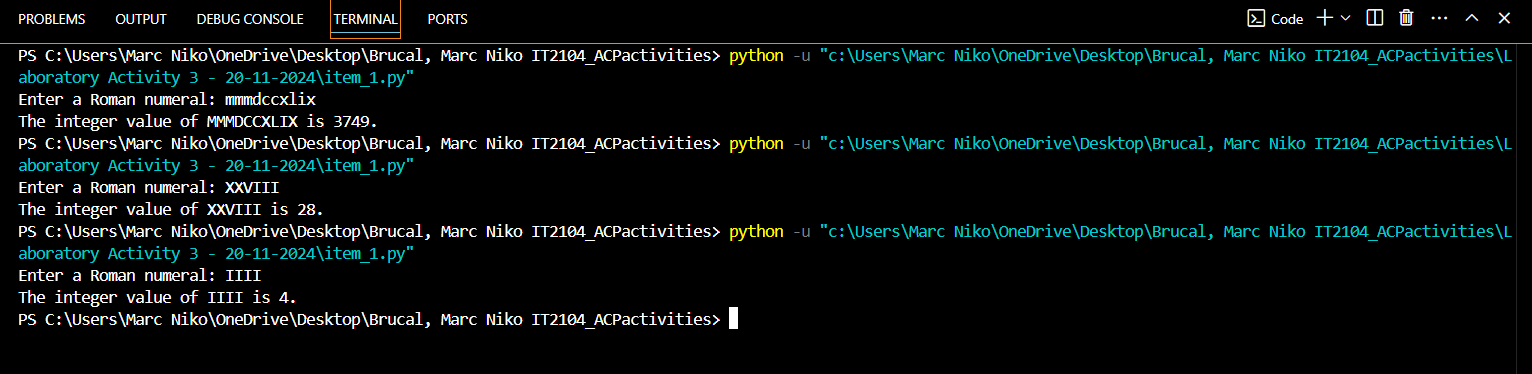 PROBLEMS OUTPUT DEBUG CONSOLE TERMINAL PORTS Code
PS C:\Users\Marc Niko\OneDrive\Desktop\Brucal, Marc Niko IT2104_ACPactivities> python -u "c:\Users\Marc Niko\OneDrive\Desktop\Brucal, Marc Niko IT2104_ACPactivities\L
aboratory Activity 3 - 20-11-2024\item_1.py"
Enter a Roman numeral: mmmdccxlix
The integer value of MMMDCCXLIX is 3749.
PS C:\Users\Marc Niko\OneDrive\Desktop\Brucal, Marc Niko IT2104_ACPactivities> python -u "c:\Users\Marc Niko\OneDrive\Desktop\Brucal, Marc Niko IT2104_ACPactivities\L
aboratory Activity 3 - 20-11-2024\item_1.py"
Enter a Roman numeral: XXVIII
The integer value of XXVIII is 28.
PS C:\Users\Marc Niko\OneDrive\Desktop\Brucal, Marc Niko IT2104_ACPactivities> python -u "c:\Users\Marc Niko\OneDrive\Desktop\Brucal, Marc Niko IT2104_ACPactivities\L
aboratory Activity 3 - 20-11-2024\item_1.py"
Enter a Roman numeral: IIII
The integer value of IIII is 4.
PS C:\Users\Marc Niko\OneDrive\Desktop\Brucal, Marc Niko IT2104_ACPactivities>